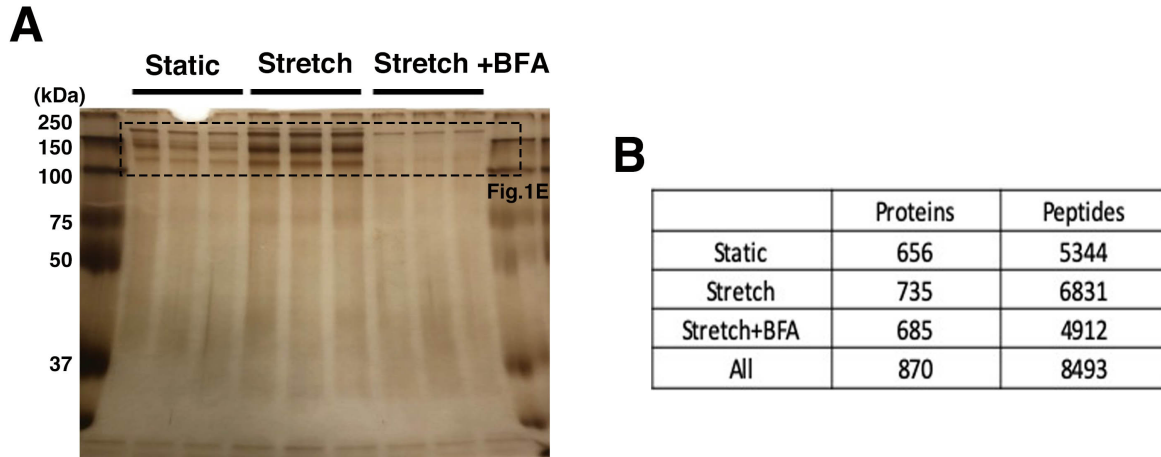 A
Static Stretch Stretch +BFA
(kDa)
250
150
100
75
50
37
Fig.1E
B
Proteins Peptides
Static 656 5344
Stretch 735 6831
Stretch+BFA 685 4912
All 870 8493